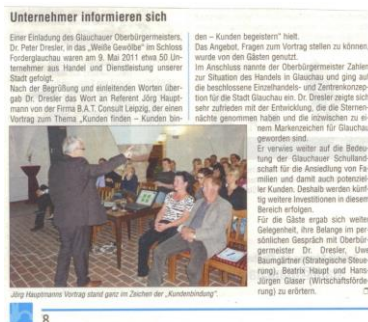 Unternehmer informieren sich
Einer Einladung des Glauchauer Oberbürgermeisters,
Dr. Peter Dresler, in das „Weiße Gewölbe" im Schloss
Forderglauchau waren am 9. Mai 2011 etwa 50 Un-
ternehmer aus Handel und Dienstleistung unserer
Stadt gefolgt.
Nach der Begrüßung und einleitenden Worten über-
gab Dr. Dresler das Wort an Referent Jörg Haupt-
mann von der Firma B.A.T. Consult Leipzig, der einen
Vortrag zum Thema „Kunden finden – Kunden bin-
den – Kunden begeistern" hielt.
Das Angebot, Fragen zum Vortrag stellen zu können,
wurde von den Gästen genutzt.
Im Anschluss nannte der Oberbürgermeister Zahlen
zur Situation des Handels in Glauchau und ging auf
die beschlossene Einzelhandels- und Zentrenkonzep-
tion für die Stadt Glauchau ein. Dr. Dresler zeigte sich
sehr zufrieden mit der Entwicklung, die die Sternen-
nächte genommen haben und die inzwischen zu ei-
nem Markenzeichen für Glauchau
geworden sind.
Er verwies weiter auf die Bedeu-
tung der Glauchauer Schulland-
schaft für die Ansiedlung von Fa-
milien und damit auch potenziel-
ler Kunden. Deshalb werden künf-
tig weitere Investitionen in diesem
Bereich erfolgen.
Für die Gäste ergab sich weiter
Gelegenheit, ihre Belange im per-
sönlichen Gespräch mit Oberbür-
germeister Dr. Dresler, Uwe
Baumgärtner (Strategische Steue-
rung), Beatrix Haupt und Hans-
Jürgen Glaser (Wirtschaftsförde-
rung) zu erörtern.
Jörg Hauptmanns Vortrag stand ganz im Zeichen der „Kundenbindung".
8